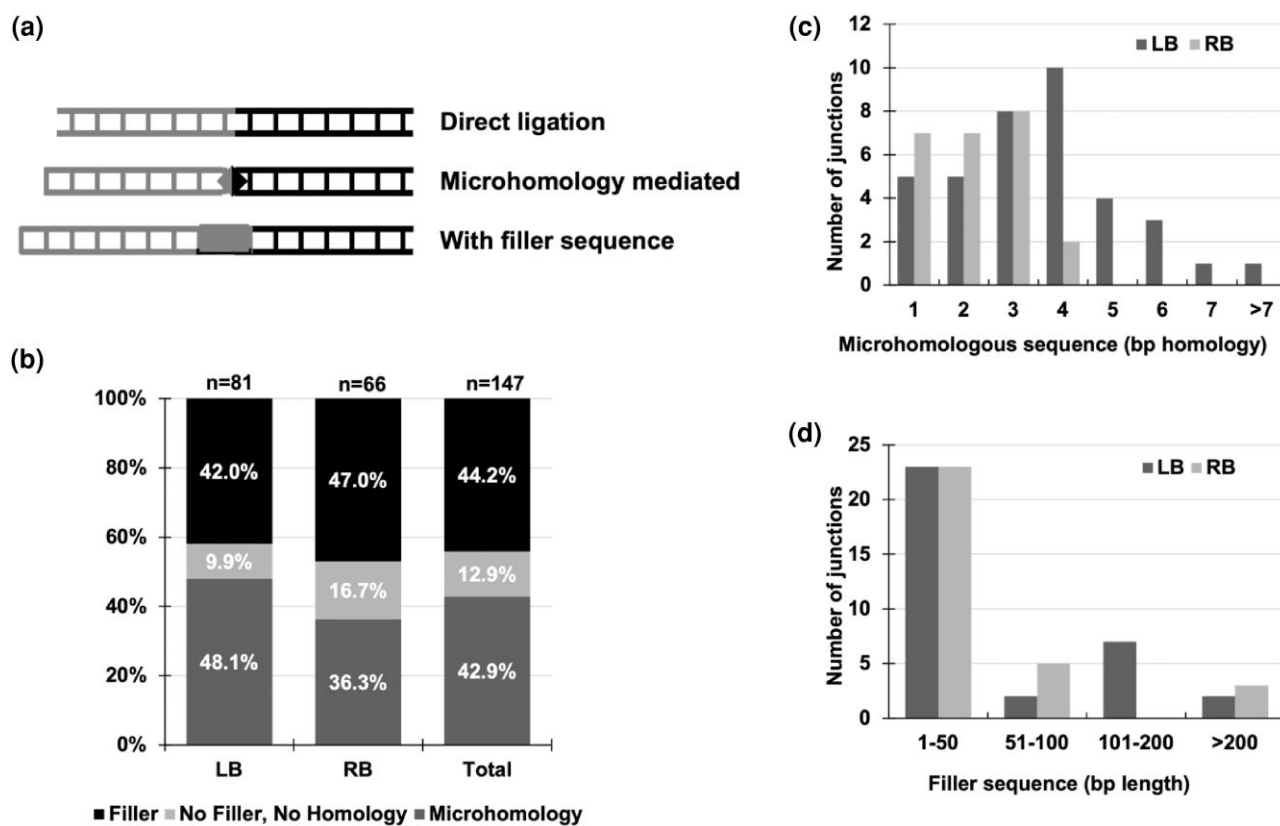 (a)
Direct ligation
Microhomology mediated
With filler sequence
(b)
n=81 n=66 n=147
100%
80%
60%
40%
20%
0%
42.0% 47.0% 44.2%
9.9% 16.7% 12.9%
48.1% 36.3% 42.9%
LB RB Total
Filler No Filler, No Homology Microhomology
(c)
LB RB
Number of junctions
12
10
8
6
4
2
0
1 2 3 4 5 6 7 >7
Microhomologous sequence (bp homology)
(d)
LB RB
Number of junctions
25
20
15
10
5
0
1-50 51-100 101-200 >200
Filler sequence (bp length)